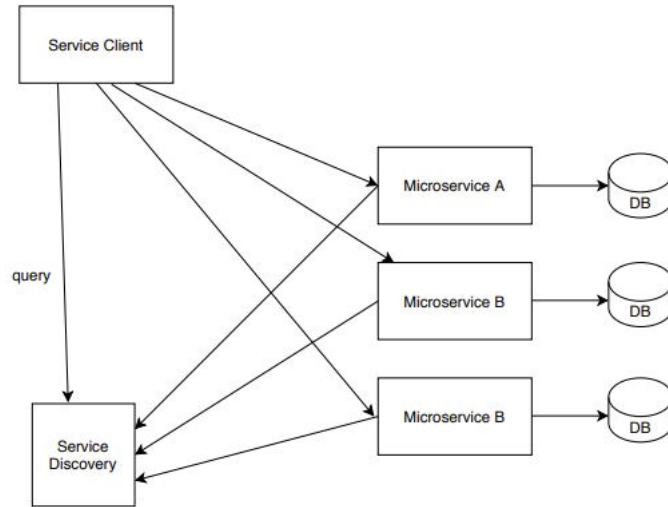 Service Client
Microservice A
DB
query
Microservice B
DB
Microservice B
DB
Service
Discovery